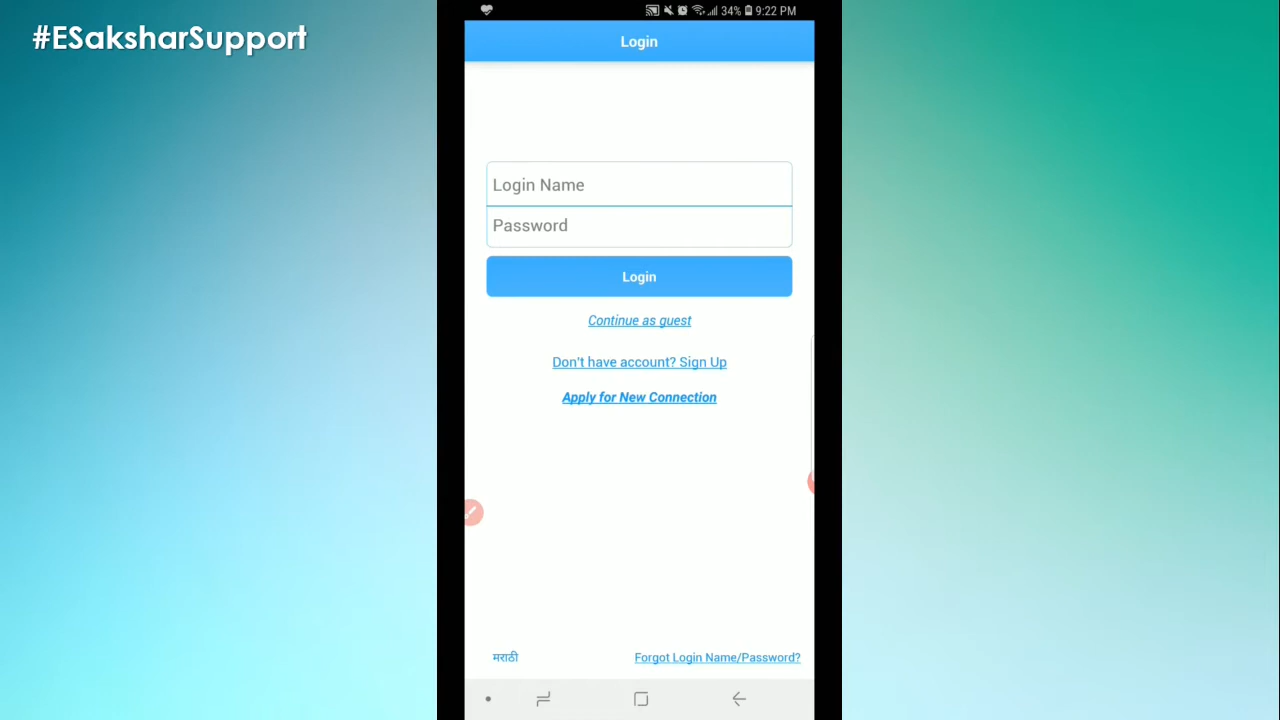 #ESaksharSupport
34% 9:22 PM
Login
Login Name
Password
Login
Continue as guest
Don't have account? Sign Up
Apply for New Connection
मराठी
Forgot Login Name/Password?